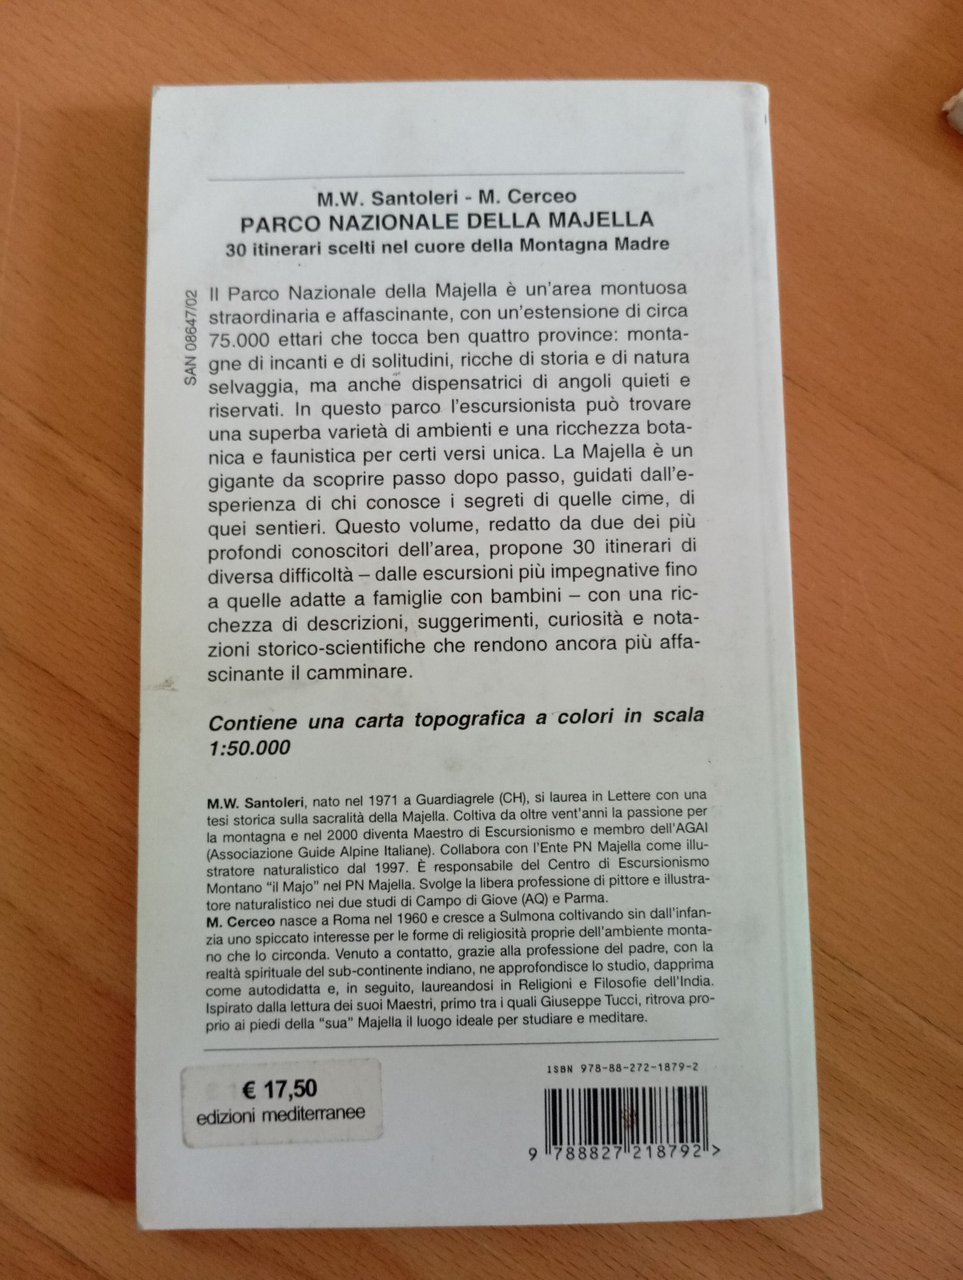 M.W. Santoleri - M. Cerceo
PARCO NAZIONALE DELLA MAJELLA
30 itinerari scelti nel cuore della Montagna Madre
SAN 08647/02
Il Parco Nazionale della Majella è un'area montuosa
straordinaria e affascinante, con un'estensione di circa
75.000 ettari che tocca ben quattro province: monta-
gne di incanti e di solitudini, ricche di storia e di natura
selvaggia, ma anche dispensatrici di angoli quieti e
riservati. In questo parco l'escursionista può trovare
una superba varietà di ambienti e una ricchezza bota-
nica e faunistica per certi versi unica. La Majella è un
gigante da scoprire passo dopo passo, guidati dall'e-
sperienza di chi conosce i segreti di quelle cime, di
quei sentieri. Questo volume, redatto da due dei più
profondi conoscitori dell'area, propone 30 itinerari di
diversa difficoltà – dalle escursioni più impegnative fino
a quelle adatte a famiglie con bambini – con una ric-
chezza di descrizioni, suggerimenti, curiosità e nota-
zioni storico-scientifiche che rendono ancora più affa-
scinante il camminare.
Contiene una carta topografica a colori in scala
1:50.000
M.W. Santoleri, nato nel 1971 a Guardiagrele (CH), si laurea in Lettere con una
tesi storica sulla sacralità della Majella. Coltiva da oltre vent'anni la passione per
la montagna e nel 2000 diventa Maestro di Escursionismo e membro dell'AGAI
(Associazione Guide Alpine Italiane). Collabora con l'Ente PN Majella come illu-
stratore naturalistico dal 1997. È responsabile del Centro di Escursionismo
Montano "il Majo" nel PN Majella. Svolge la libera professione di pittore e illustra-
tore naturalistico nei due studi di Campo di Giove (AQ) e Parma.
M. Cerceo nasce a Roma nel 1960 e cresce a Sulmona coltivando sin dall'infan-
zia uno spiccato interesse per le forme di religiosità proprie dell'ambiente monta-
no che lo circonda. Venuto a contatto, grazie alla professione del padre, con la
realtà spirituale del sub-continente indiano, ne approfondisce lo studio, dapprima
come autodidatta e, in seguito, laureandosi in Religioni e Filosofie dell'India.
Ispirato dalla lettura dei suoi Maestri, primo tra i quali Giuseppe Tucci, ritrova pro-
prio ai piedi della "sua" Majella il luogo ideale per studiare e meditare.
€ 17,50
edizioni mediterranee
ISBN 978-88-272-1879-2
9 788827 218792 >